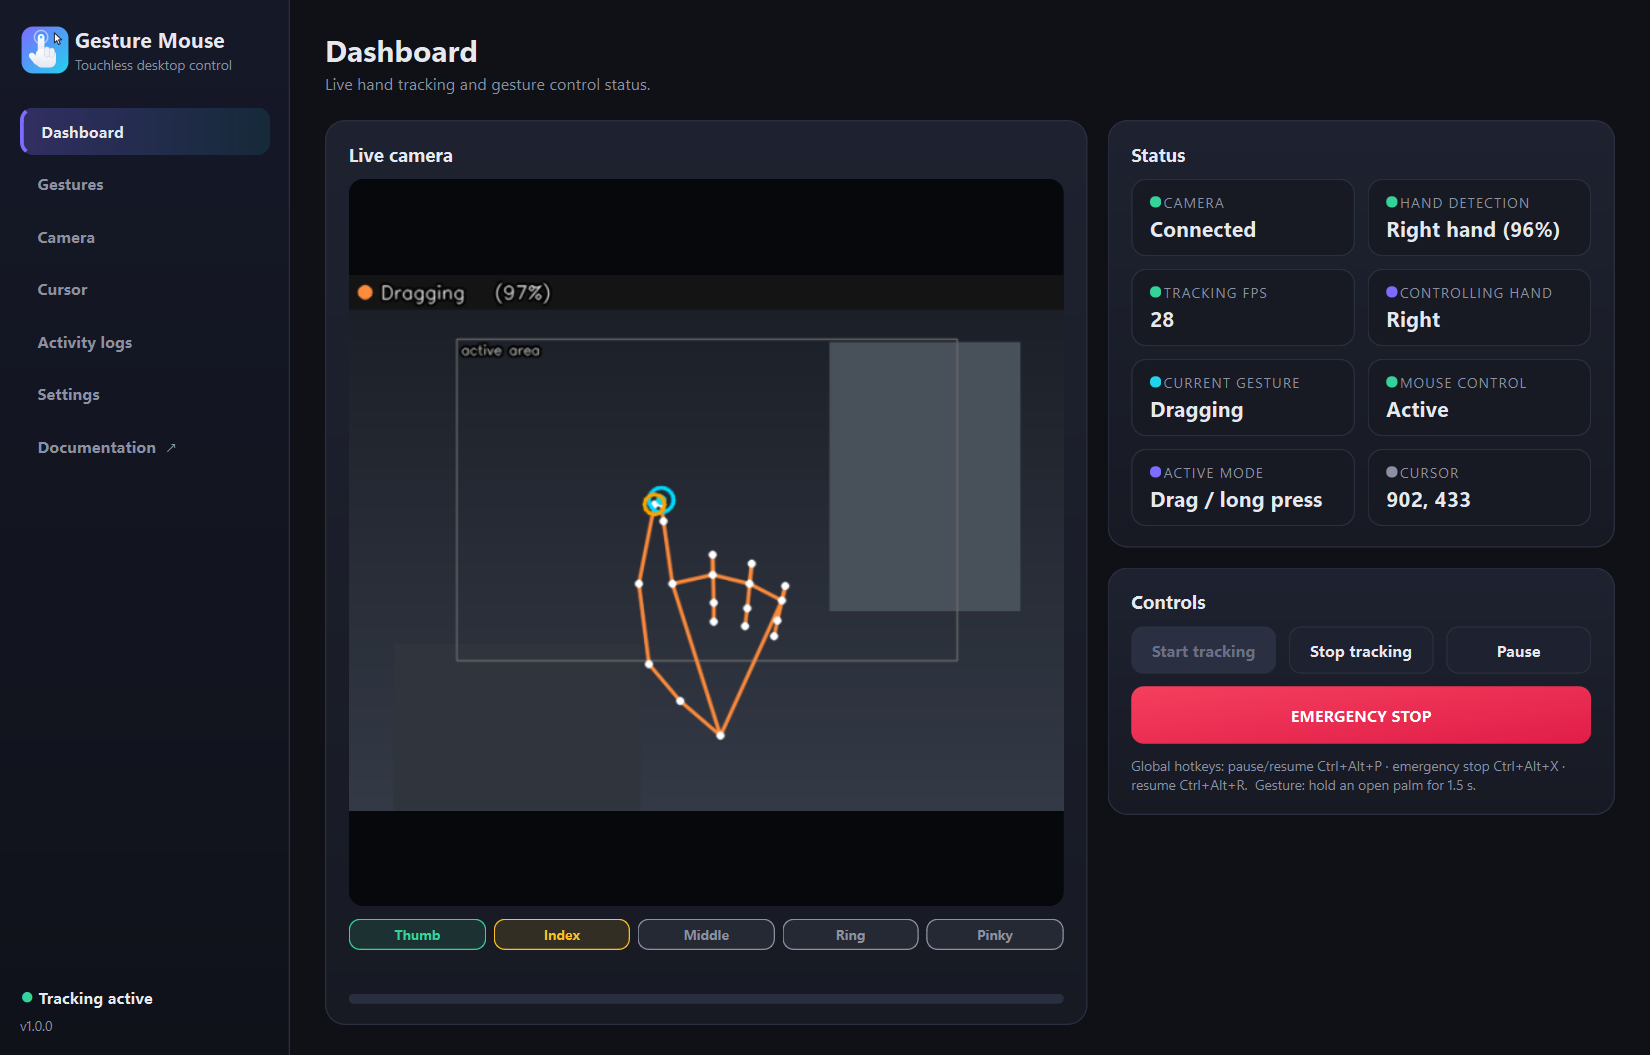 Gesture Mouse
Touchless desktop control
Dashboard
Gestures
Camera
Cursor
Activity logs
Settings
Documentation ↗
Tracking active
v1.0.0
Dashboard
Live hand tracking and gesture control status.
Live camera
Dragging (97%)
active area
Thumb
Index
Middle
Ring
Pinky
Status
CAMERA
Connected
HAND DETECTION
Right hand (96%)
TRACKING FPS
28
CONTROLLING HAND
Right
CURRENT GESTURE
Dragging
MOUSE CONTROL
Active
ACTIVE MODE
Drag / long press
CURSOR
902, 433
Controls
Start tracking
Stop tracking
Pause
EMERGENCY STOP
Global hotkeys: pause/resume Ctrl+Alt+P · emergency stop Ctrl+Alt+X ·
resume Ctrl+Alt+R. Gesture: hold an open palm for 1.5 s.